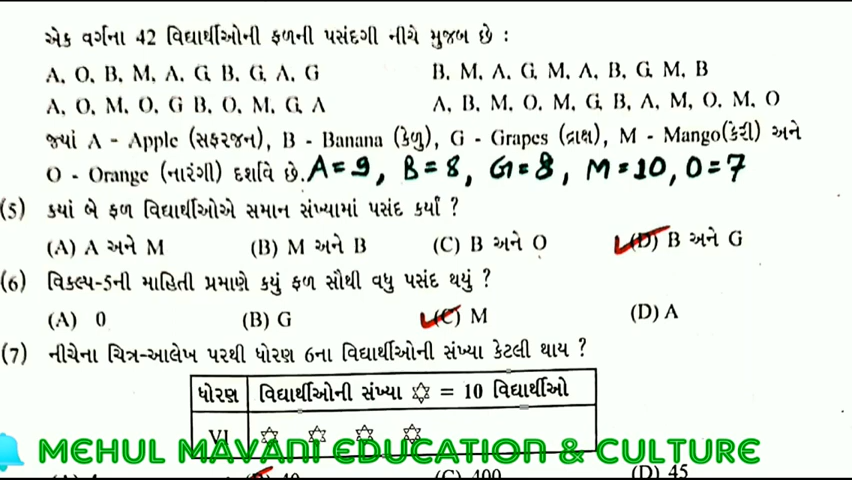 એક વર્ગના 42 વિદ્યાર્થીઓની ફળની પસંદગી નીચે મુજબ છે :
A, O, B, M, A, G, B, G, A, G B, M, A, G, M, A, B, G, M, B
A, O, M, O, G B, O, M, G, A A, B, M, O, M, G, B, A, M, O, M, O
જ્યાં A - Apple (સફરજન), B - Banana (કેળુ), G - Grapes (દ્રાક્ષ), M - Mango(કેરી) અને
O - Orange (નારંગી) દર્શાવે છે. A=9, B=8, G=8, M=10, O=7
(5) કયાં બે ફળ વિદ્યાર્થીઓએ સમાન સંખ્યામાં પસંદ કર્યાં ?
(A) A અને M (B) M અને B (C) B અને O (D) B અને G
(6) વિકલ્પ-5ની માહિતી પ્રમાણે કયું ફળ સૌથી વધુ પસંદ થયું ?
(A) 0 (B) G (C) M (D) A
(7) નીચેના ચિત્ર-આલેખ પરથી ધોરણ 6ના વિદ્યાર્થીઓની સંખ્યા કેટલી થાય ?
ધોરણ વિદ્યાર્થીઓની સંખ્યા ✡ = 10 વિદ્યાર્થીઓ
VI ✡ ✡ ✡ ✡
MEHUL MAVANI EDUCATION & CULTURE
(A) 4 (B) 40 (C) 400 (D) 45